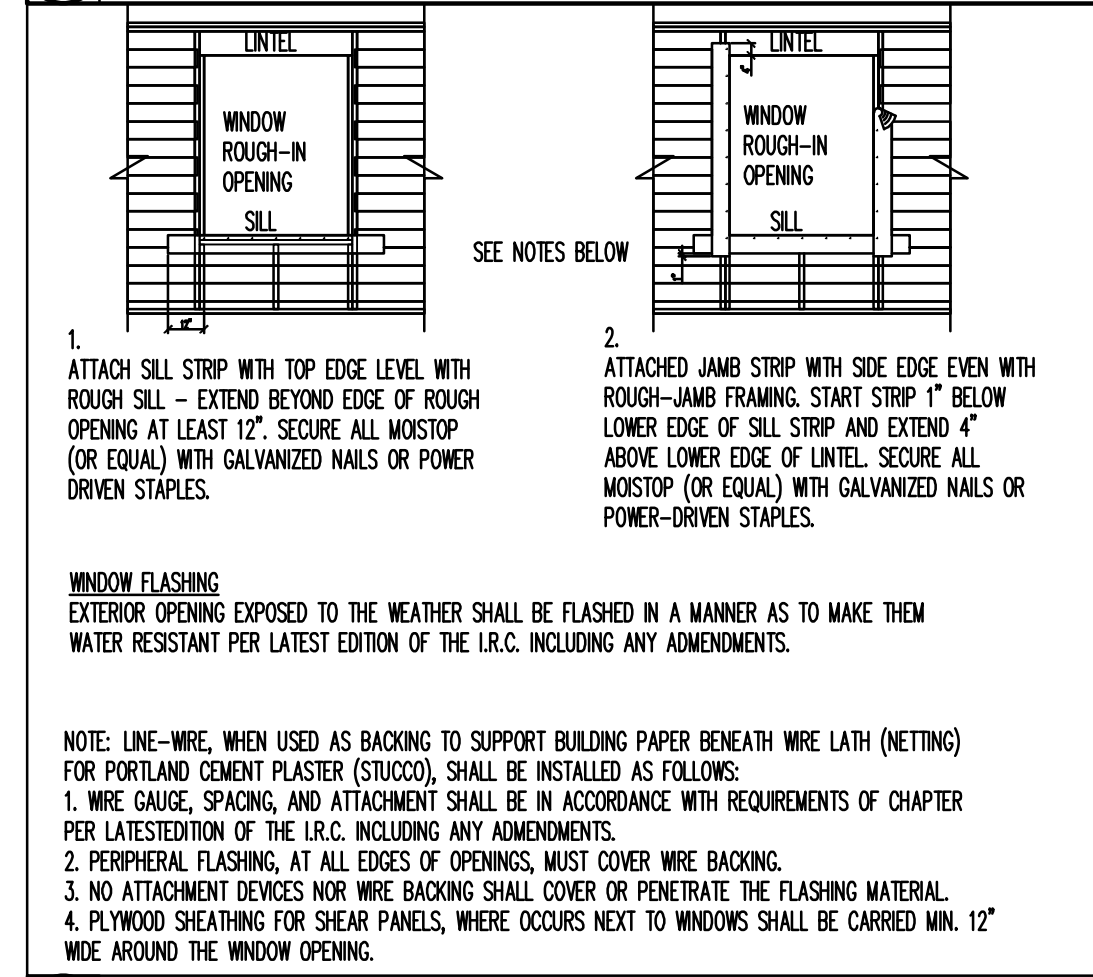 LINTEL
WINDOW
ROUGH-IN
OPENING
SILL
12"
1.
ATTACH SILL STRIP WITH TOP EDGE LEVEL WITH
ROUGH SILL – EXTEND BEYOND EDGE OF ROUGH
OPENING AT LEAST 12". SECURE ALL MOISTOP
(OR EQUAL) WITH GALVANIZED NAILS OR POWER
DRIVEN STAPLES.
SEE NOTES BELOW
LINTEL
WINDOW
ROUGH-IN
OPENING
SILL
2.
ATTACHED JAMB STRIP WITH SIDE EDGE EVEN WITH
ROUGH-JAMB FRAMING. START STRIP 1" BELOW
LOWER EDGE OF SILL STRIP AND EXTEND 4"
ABOVE LOWER EDGE OF LINTEL. SECURE ALL
MOISTOP (OR EQUAL) WITH GALVANIZED NAILS OR
POWER-DRIVEN STAPLES.
WINDOW FLASHING
EXTERIOR OPENING EXPOSED TO THE WEATHER SHALL BE FLASHED IN A MANNER AS TO MAKE THEM
WATER RESISTANT PER LATEST EDITION OF THE I.R.C. INCLUDING ANY ADMENDMENTS.
NOTE: LINE-WIRE, WHEN USED AS BACKING TO SUPPORT BUILDING PAPER BENEATH WIRE LATH (NETTING)
FOR PORTLAND CEMENT PLASTER (STUCCO), SHALL BE INSTALLED AS FOLLOWS:
1. WIRE GAUGE, SPACING, AND ATTACHMENT SHALL BE IN ACCORDANCE WITH REQUIREMENTS OF CHAPTER
PER LATESTEDITION OF THE I.R.C. INCLUDING ANY ADMENDMENTS.
2. PERIPHERAL FLASHING, AT ALL EDGES OF OPENINGS, MUST COVER WIRE BACKING.
3. NO ATTACHMENT DEVICES NOR WIRE BACKING SHALL COVER OR PENETRATE THE FLASHING MATERIAL.
4. PLYWOOD SHEATHING FOR SHEAR PANELS, WHERE OCCURS NEXT TO WINDOWS SHALL BE CARRIED MIN. 12"
WIDE AROUND THE WINDOW OPENING.